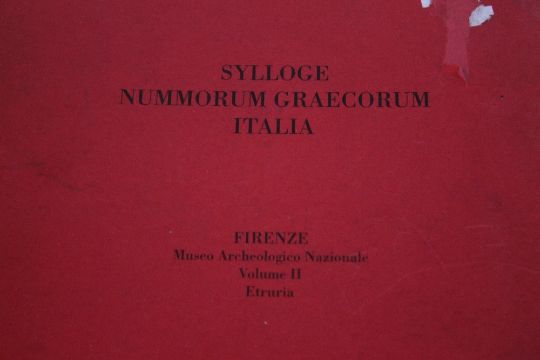 SYLLOGE
NUMMORUM GRAECORUM
ITALIA
FIRENZE
Museo Archeologico Nazionale
Volume II
Etruria